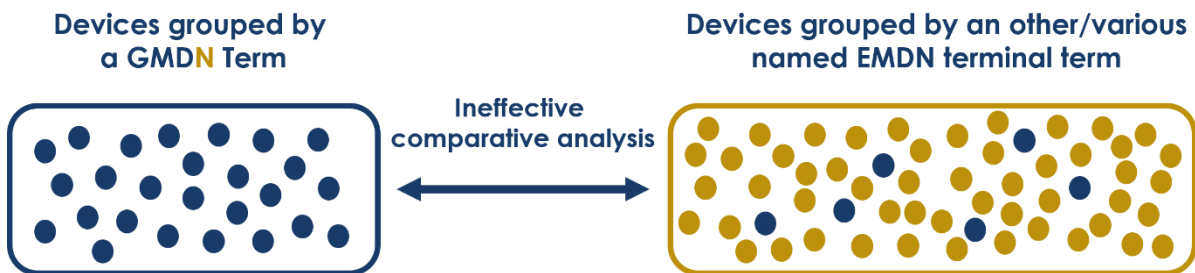 Devices grouped by
a GMDN Term
Ineffective
comparative analysis
Devices grouped by an other/various
named EMDN terminal term